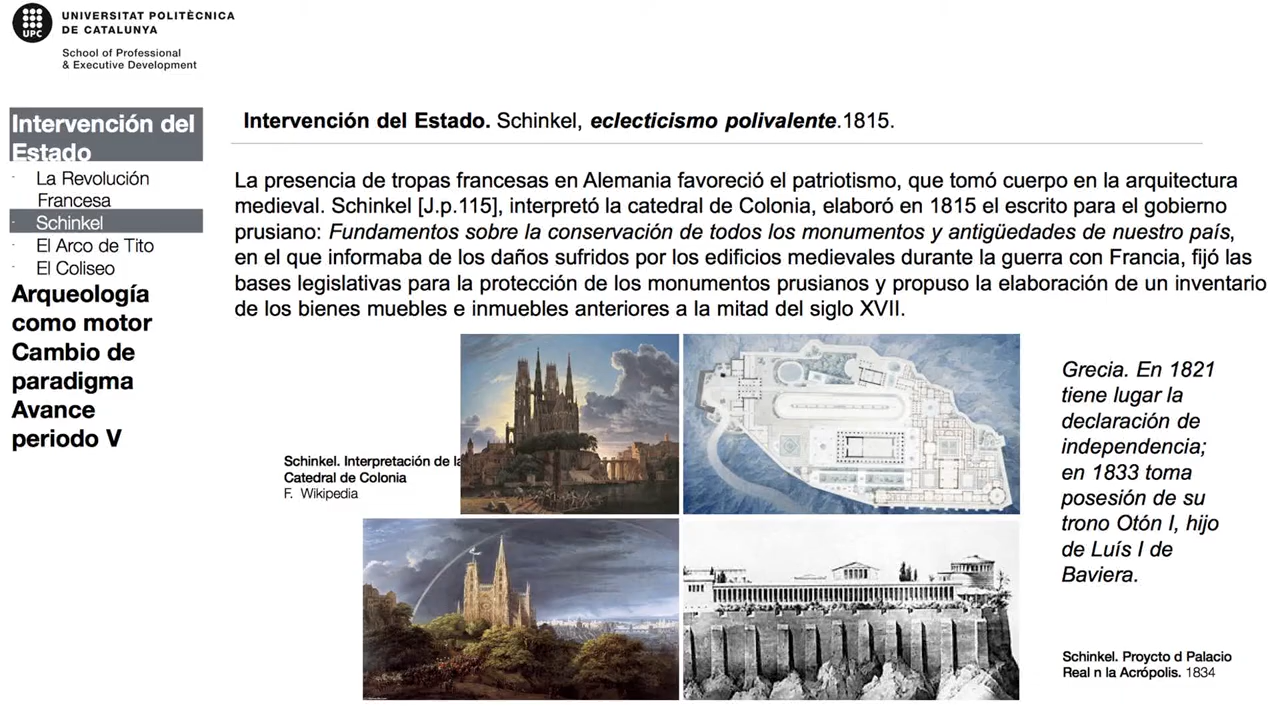 UNIVERSITAT POLITÈCNICA
DE CATALUNYA
UPC
School of Professional
& Executive Development
Intervención del
Estado
- La Revolución
Francesa
- Schinkel
- El Arco de Tito
- El Coliseo
Arqueología
como motor
Cambio de
paradigma
Avance
periodo V
Intervención del Estado. Schinkel, eclecticismo polivalente.1815.
La presencia de tropas francesas en Alemania favoreció el patriotismo, que tomó cuerpo en la arquitectura
medieval. Schinkel [J.p.115], interpretó la catedral de Colonia, elaboró en 1815 el escrito para el gobierno
prusiano: Fundamentos sobre la conservación de todos los monumentos y antigüedades de nuestro país,
en el que informaba de los daños sufridos por los edificios medievales durante la guerra con Francia, fijó las
bases legislativas para la protección de los monumentos prusianos y propuso la elaboración de un inventario
de los bienes muebles e inmuebles anteriores a la mitad del siglo XVII.
Schinkel. Interpretación de la
Catedral de Colonia
F. Wikipedia
Grecia. En 1821
tiene lugar la
declaración de
independencia;
en 1833 toma
posesión de su
trono Otón I, hijo
de Luís I de
Baviera.
Schinkel. Proycto d Palacio
Real n la Acrópolis. 1834